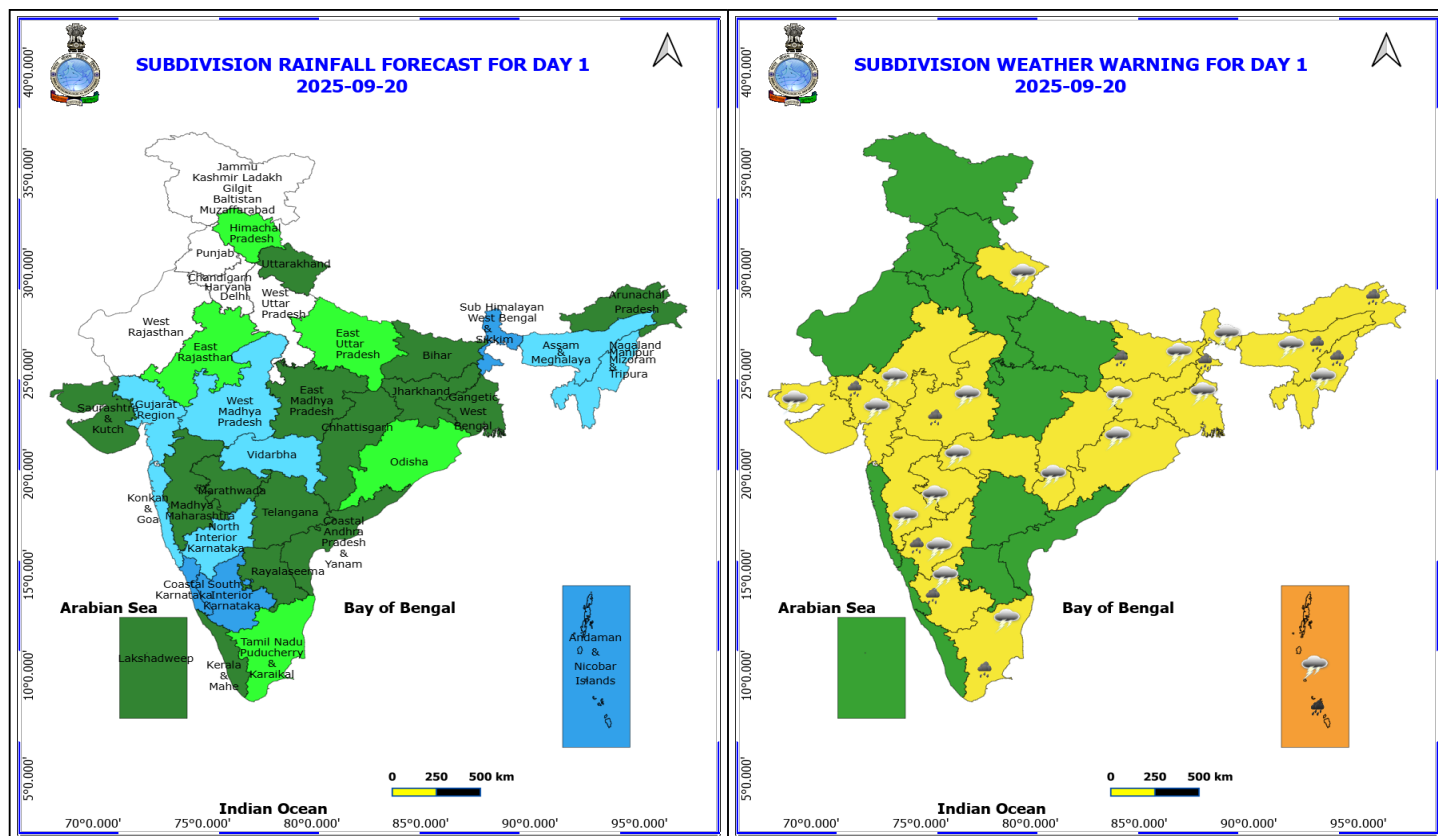 SUBDIVISION RAINFALL FORECAST FOR DAY 1
2025-09-20
40°0.000'
35°0.000'
30°0.000'
25°0.000'
20°0.000'
15°0.000'
10°0.000'
5°0.000'
Jammu
Kashmir Ladakh
Gilgit
Baltistan
Muzaffarabad
Himachal
Pradesh
Punjab
Uttarakhand
Chandigarh
Haryana
Delhi
West
Uttar
Pradesh
West
Rajasthan
East
Rajasthan
East
Uttar
Pradesh
Bihar
Sub Himalayan
West Bengal
&
Sikkim
Arunachal
Pradesh
Assam
&
Meghalaya
Nagaland
Manipur
Mizoram
&
Tripura
Saurashtra
&
Kutch
Gujarat
Region
West
Madhya
Pradesh
East
Madhya
Pradesh
Jharkhand
Gangetic
West
Bengal
Chhattisgarh
Vidarbha
Odisha
Konkan
&
Goa
Madhya
Maharashtra
Marathwada
Telangana
North
Interior
Karnataka
Coastal
Andhra
Pradesh
&
Yanam
Rayalaseema
Coastal
Karnataka
South
Interior
Karnataka
Arabian Sea
Bay of Bengal
Lakshadweep
Kerala
&
Mahe
Tamil Nadu
Puducherry
&
Karaikal
Andaman
&
Nicobar
Islands
0 250 500 km
Indian Ocean
70°0.000' 75°0.000' 80°0.000' 85°0.000' 90°0.000' 95°0.000'
SUBDIVISION WEATHER WARNING FOR DAY 1
2025-09-20
40°0.000'
35°0.000'
30°0.000'
25°0.000'
20°0.000'
15°0.000'
10°0.000'
5°0.000'
Arabian Sea
Bay of Bengal
0 250 500 km
Indian Ocean
70°0.000' 75°0.000' 80°0.000' 85°0.000' 90°0.000' 95°0.000'